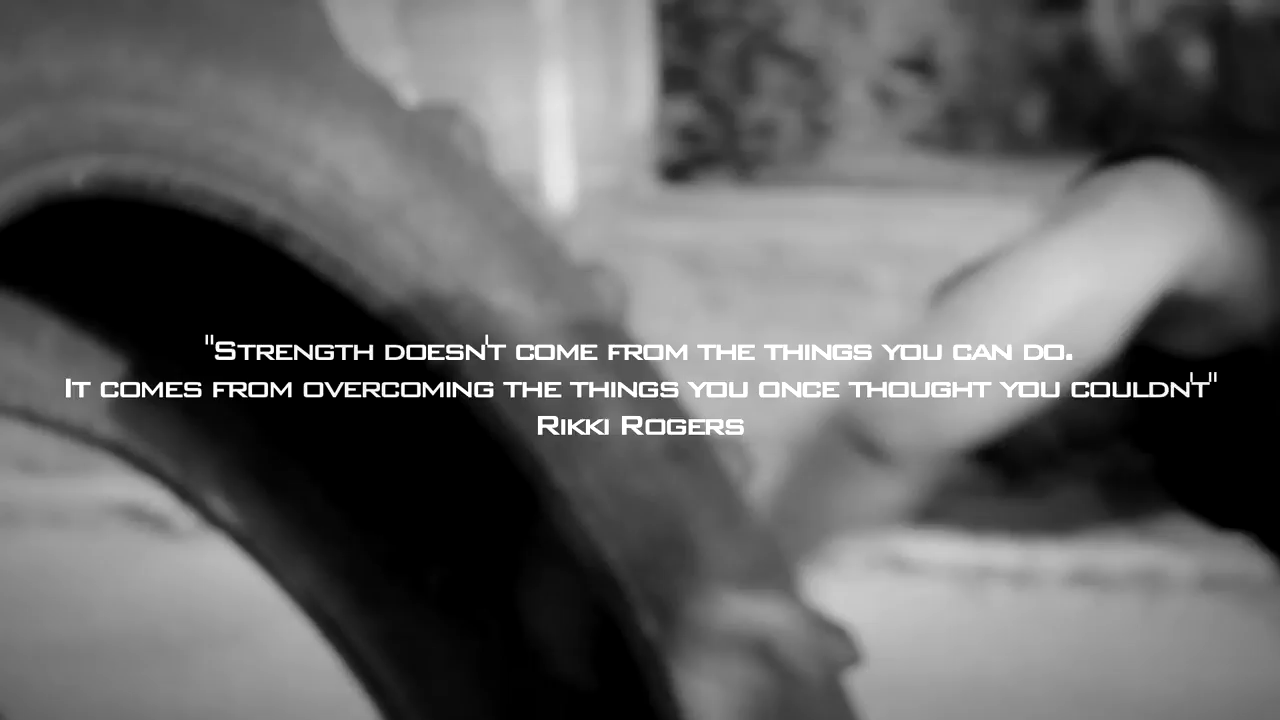 "Strength doesn't come from the things you can do.
It comes from overcoming the things you once thought you couldn't"
Rikki Rogers